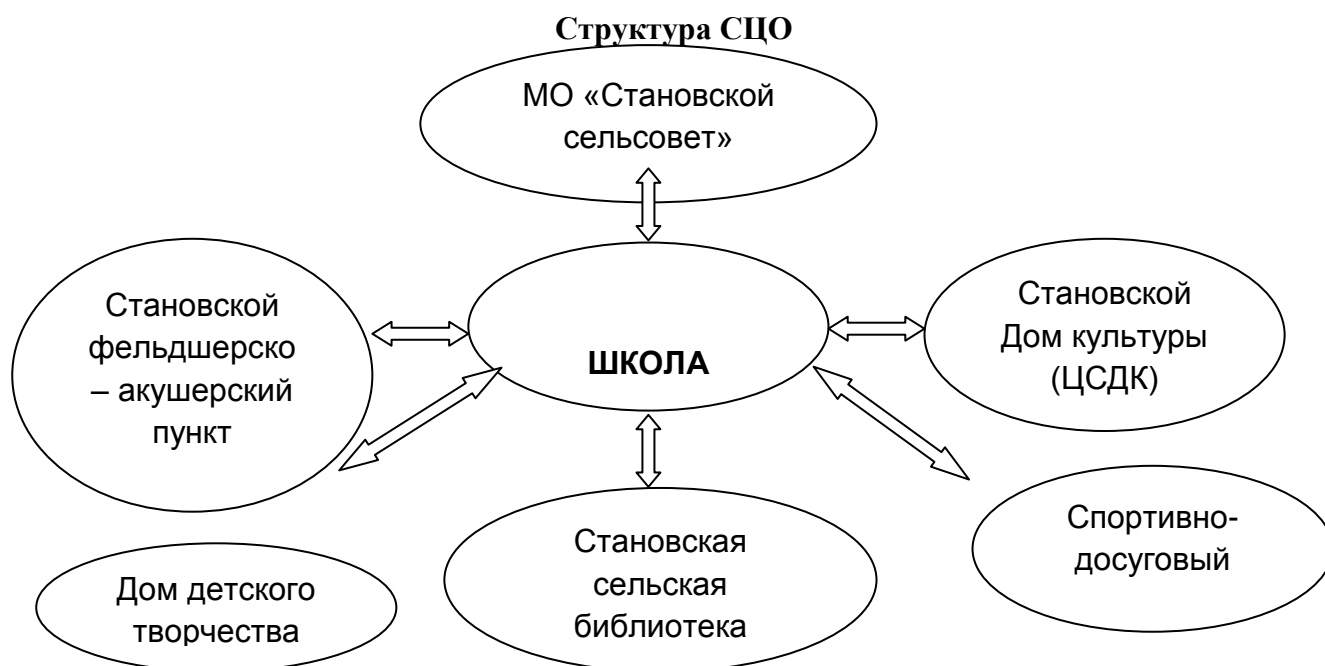 Структура СЦО
МО «Становской
сельсовет»
Становской
фельдшерско
– акушерский
пункт
ШКОЛА
Становской
Дом культуры
(ЦСДК)
Дом детского
творчества
Становская
сельская
библиотека
Спортивно-
досуговый